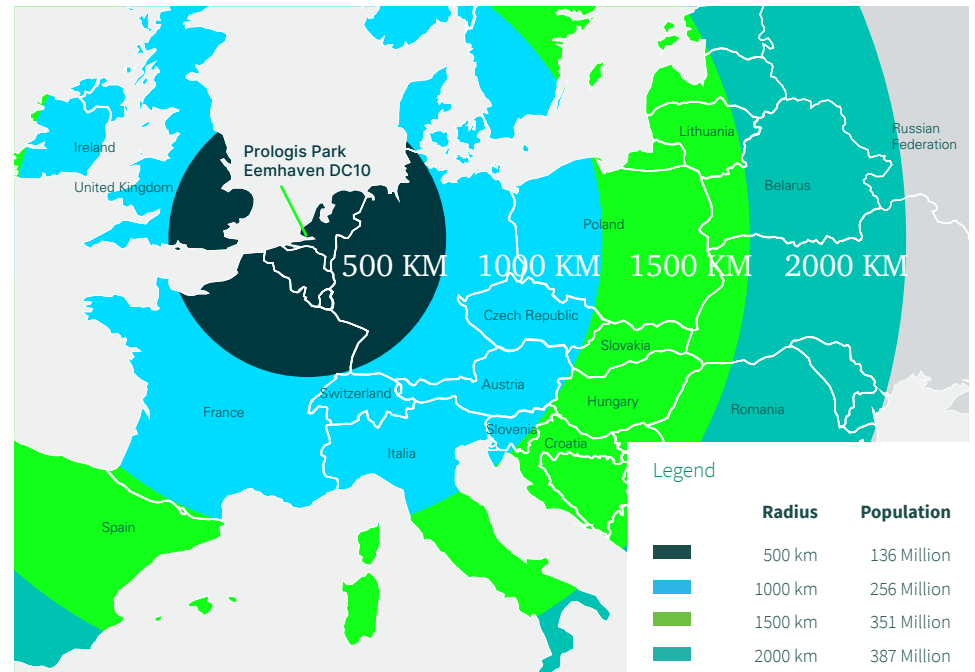 Lithuania
Russian
Federation
Ireland
Prologis Park
Eemhaven DC10
United Kingdom
Belarus
Poland
500 KM
1000 KM
1500 KM
2000 KM
Czech Republic
Slovakia
Austria
Switzerland
Hungary
France
Romania
Slovenia
Croatia
Italia
Spain
Legend
Radius Population
500 km 136 Million
1000 km 256 Million
1500 km 351 Million
2000 km 387 Million